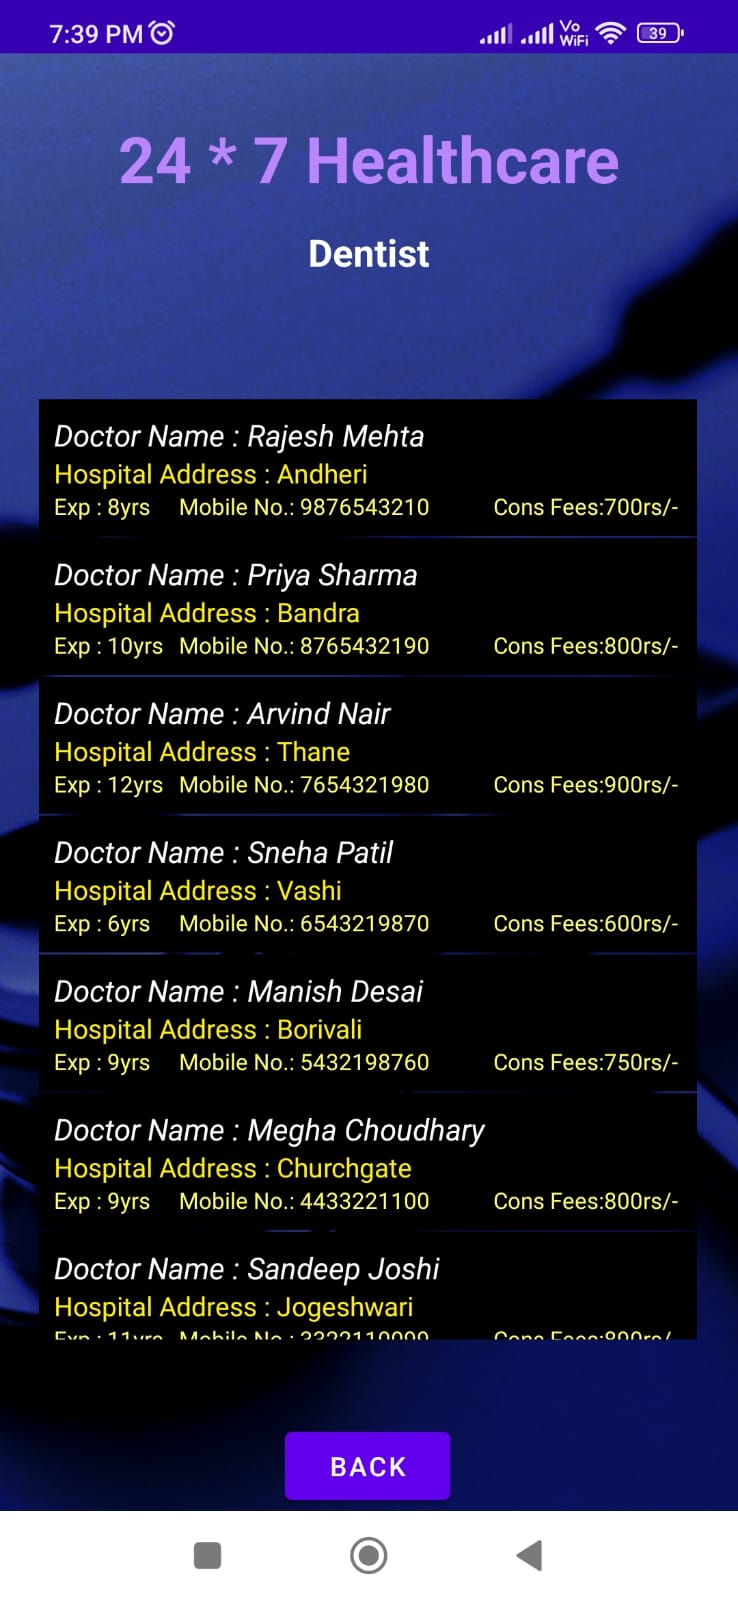 7:39 PM Vo WiFi 39
24 * 7 Healthcare
Dentist
Doctor Name : Rajesh Mehta
Hospital Address : Andheri
Exp : 8yrs Mobile No.: 9876543210 Cons Fees:700rs/-
Doctor Name : Priya Sharma
Hospital Address : Bandra
Exp : 10yrs Mobile No.: 8765432190 Cons Fees:800rs/-
Doctor Name : Arvind Nair
Hospital Address : Thane
Exp : 12yrs Mobile No.: 7654321980 Cons Fees:900rs/-
Doctor Name : Sneha Patil
Hospital Address : Vashi
Exp : 6yrs Mobile No.: 6543219870 Cons Fees:600rs/-
Doctor Name : Manish Desai
Hospital Address : Borivali
Exp : 9yrs Mobile No.: 5432198760 Cons Fees:750rs/-
Doctor Name : Megha Choudhary
Hospital Address : Churchgate
Exp : 9yrs Mobile No.: 4433221100 Cons Fees:800rs/-
Doctor Name : Sandeep Joshi
Hospital Address : Jogeshwari
Exp : 11yrs Mobile No.:
BACK